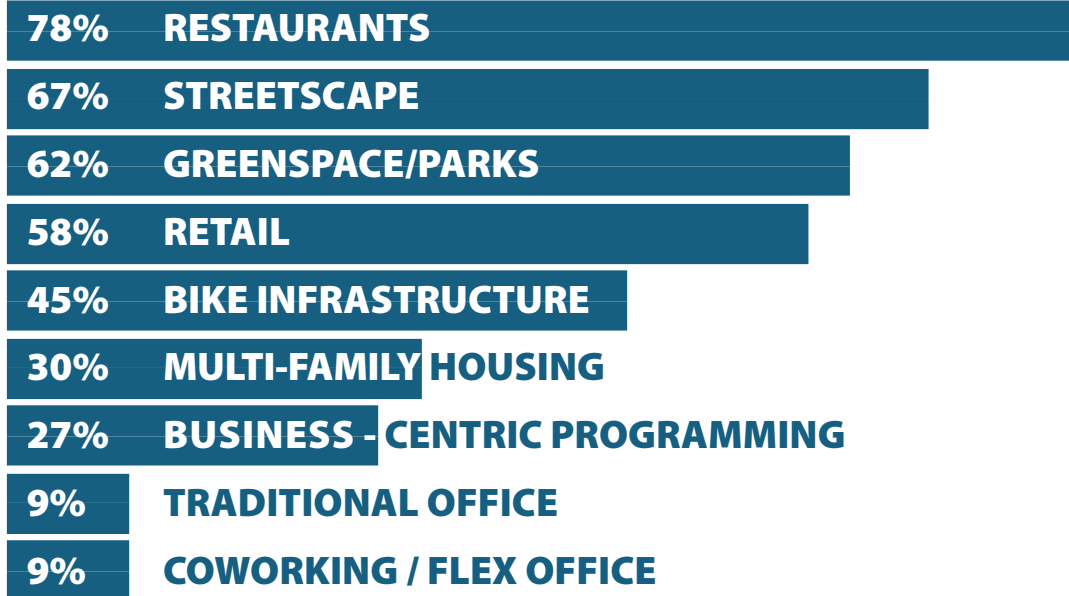 78% RESTAURANTS
67% STREETSCAPE
62% GREENSPACE/PARKS
58% RETAIL
45% BIKE INFRASTRUCTURE
30% MULTI-FAMILY HOUSING
27% BUSINESS - CENTRIC PROGRAMMING
9% TRADITIONAL OFFICE
9% COWORKING / FLEX OFFICE